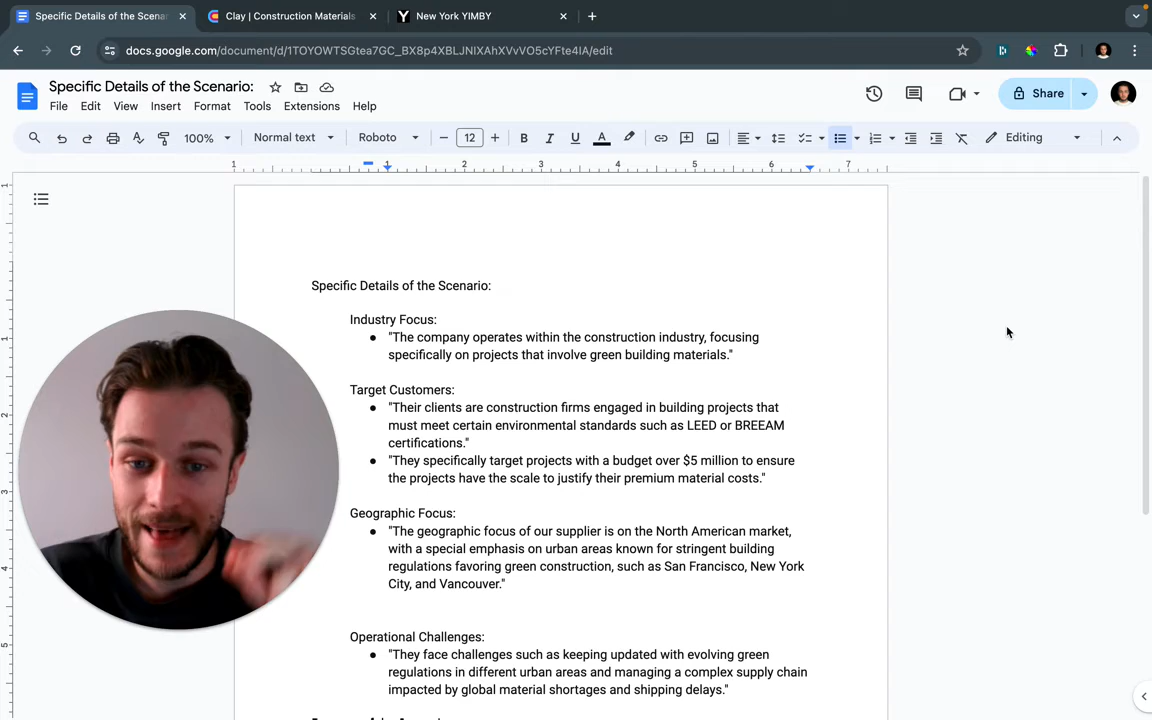 Specific Details of the Scenar
Clay | Construction Materials
New York YIMBY
docs.google.com/document/d/1TOYOWTSGtea7GC_BX8p4XBLJNIXAhXVvVO5cYFte4IA/edit
Specific Details of the Scenario:
File Edit View Insert Format Tools Extensions Help
Share
100% Normal text Roboto 12 Editing
1 1 2 3 4 5 6 7
Specific Details of the Scenario:
Industry Focus:
● "The company operates within the construction industry, focusing
specifically on projects that involve green building materials."
Target Customers:
● "Their clients are construction firms engaged in building projects that
must meet certain environmental standards such as LEED or BREEAM
certifications."
● "They specifically target projects with a budget over $5 million to ensure
the projects have the scale to justify their premium material costs."
Geographic Focus:
● "The geographic focus of our supplier is on the North American market,
with a special emphasis on urban areas known for stringent building
regulations favoring green construction, such as San Francisco, New York
City, and Vancouver."
Operational Challenges:
● "They face challenges such as keeping updated with evolving green
regulations in different urban areas and managing a complex supply chain
impacted by global material shortages and shipping delays."